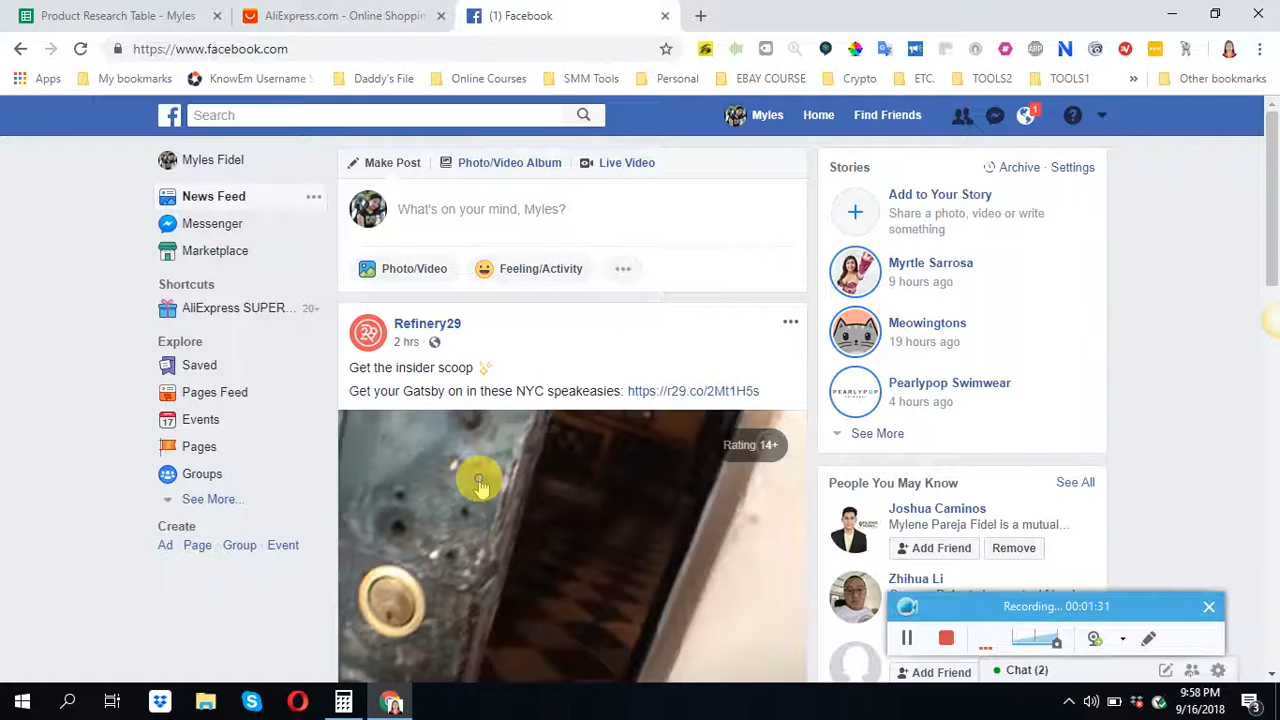 Product Research Table - Myles
AliExpress.com - Online Shoppin
(1) Facebook
https://www.facebook.com
Apps
My bookmarks
KnowEm Username S
Daddy's File
Online Courses
SMM Tools
Personal
EBAY COURSE
Crypto
ETC.
TOOLS2
TOOLS1
»
Other bookmarks
Search
Myles
Home
Find Friends
1
Myles Fidel
News Feed
Messenger
Marketplace
Shortcuts
AliExpress SUPER... 20+
Explore
Saved
Pages Feed
17 Events
Pages
Groups
See More...
Create
Ad · Page · Group · Event
Make Post
Photo/Video Album
Live Video
What's on your mind, Myles?
Photo/Video
Feeling/Activity
29
Refinery29
2 hrs ·
Get the insider scoop ✨
Get your Gatsby on in these NYC speakeasies: https://r29.co/2Mt1H5s
Rating 14+
Stories
Archive · Settings
Add to Your Story
Share a photo, video or write
something
Myrtle Sarrosa
9 hours ago
Meowingtons
19 hours ago
PEARLYPOP
Pearlypop Swimwear
4 hours ago
See More
People You May Know
See All
Joshua Caminos
Mylene Pareja Fidel is a mutual...
Add Friend
Remove
Zhihua Li
Recording... 00:01:31
Add Friend
Chat (2)
9:58 PM
9/16/2018
3